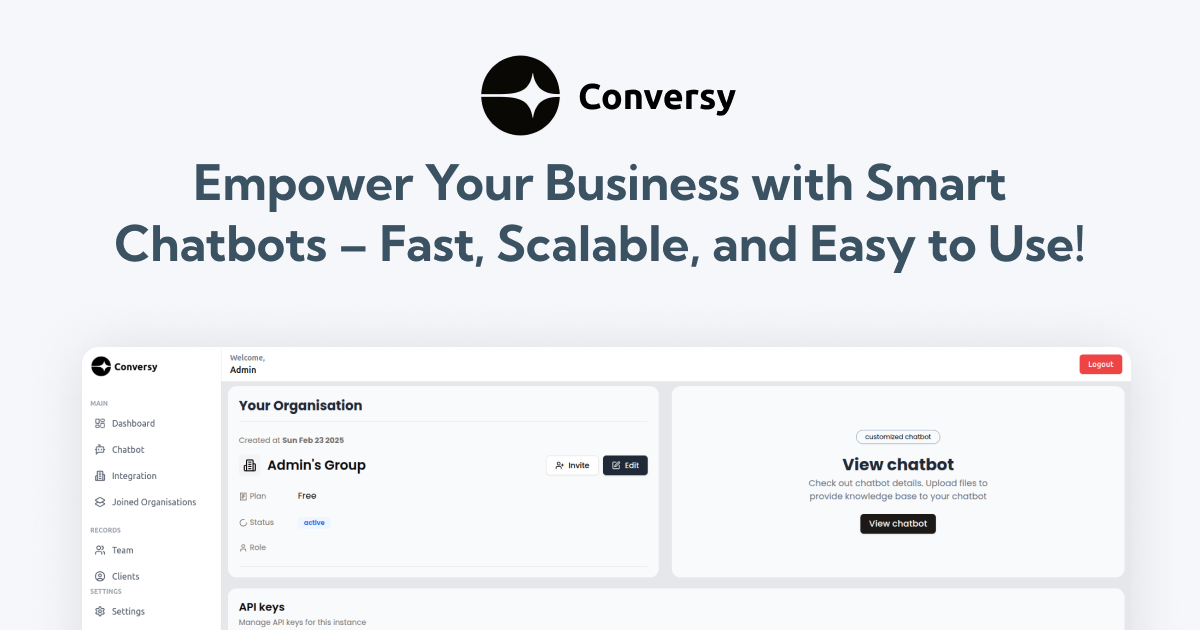 Conversy
Empower Your Business with Smart
Chatbots – Fast, Scalable, and Easy to Use!
Conversy
MAIN
Dashboard
Chatbot
Integration
Joined Organisations
RECORDS
Team
Clients
SETTINGS
Settings
Welcome,
Admin
Logout
Your Organisation
Created at Sun Feb 23 2025
Admin's Group
Invite
Edit
Plan
Free
Status
active
Role
customized chatbot
View chatbot
Check out chatbot details. Upload files to
provide knowledge base to your chatbot
View chatbot
API keys
Manage API keys for this instance